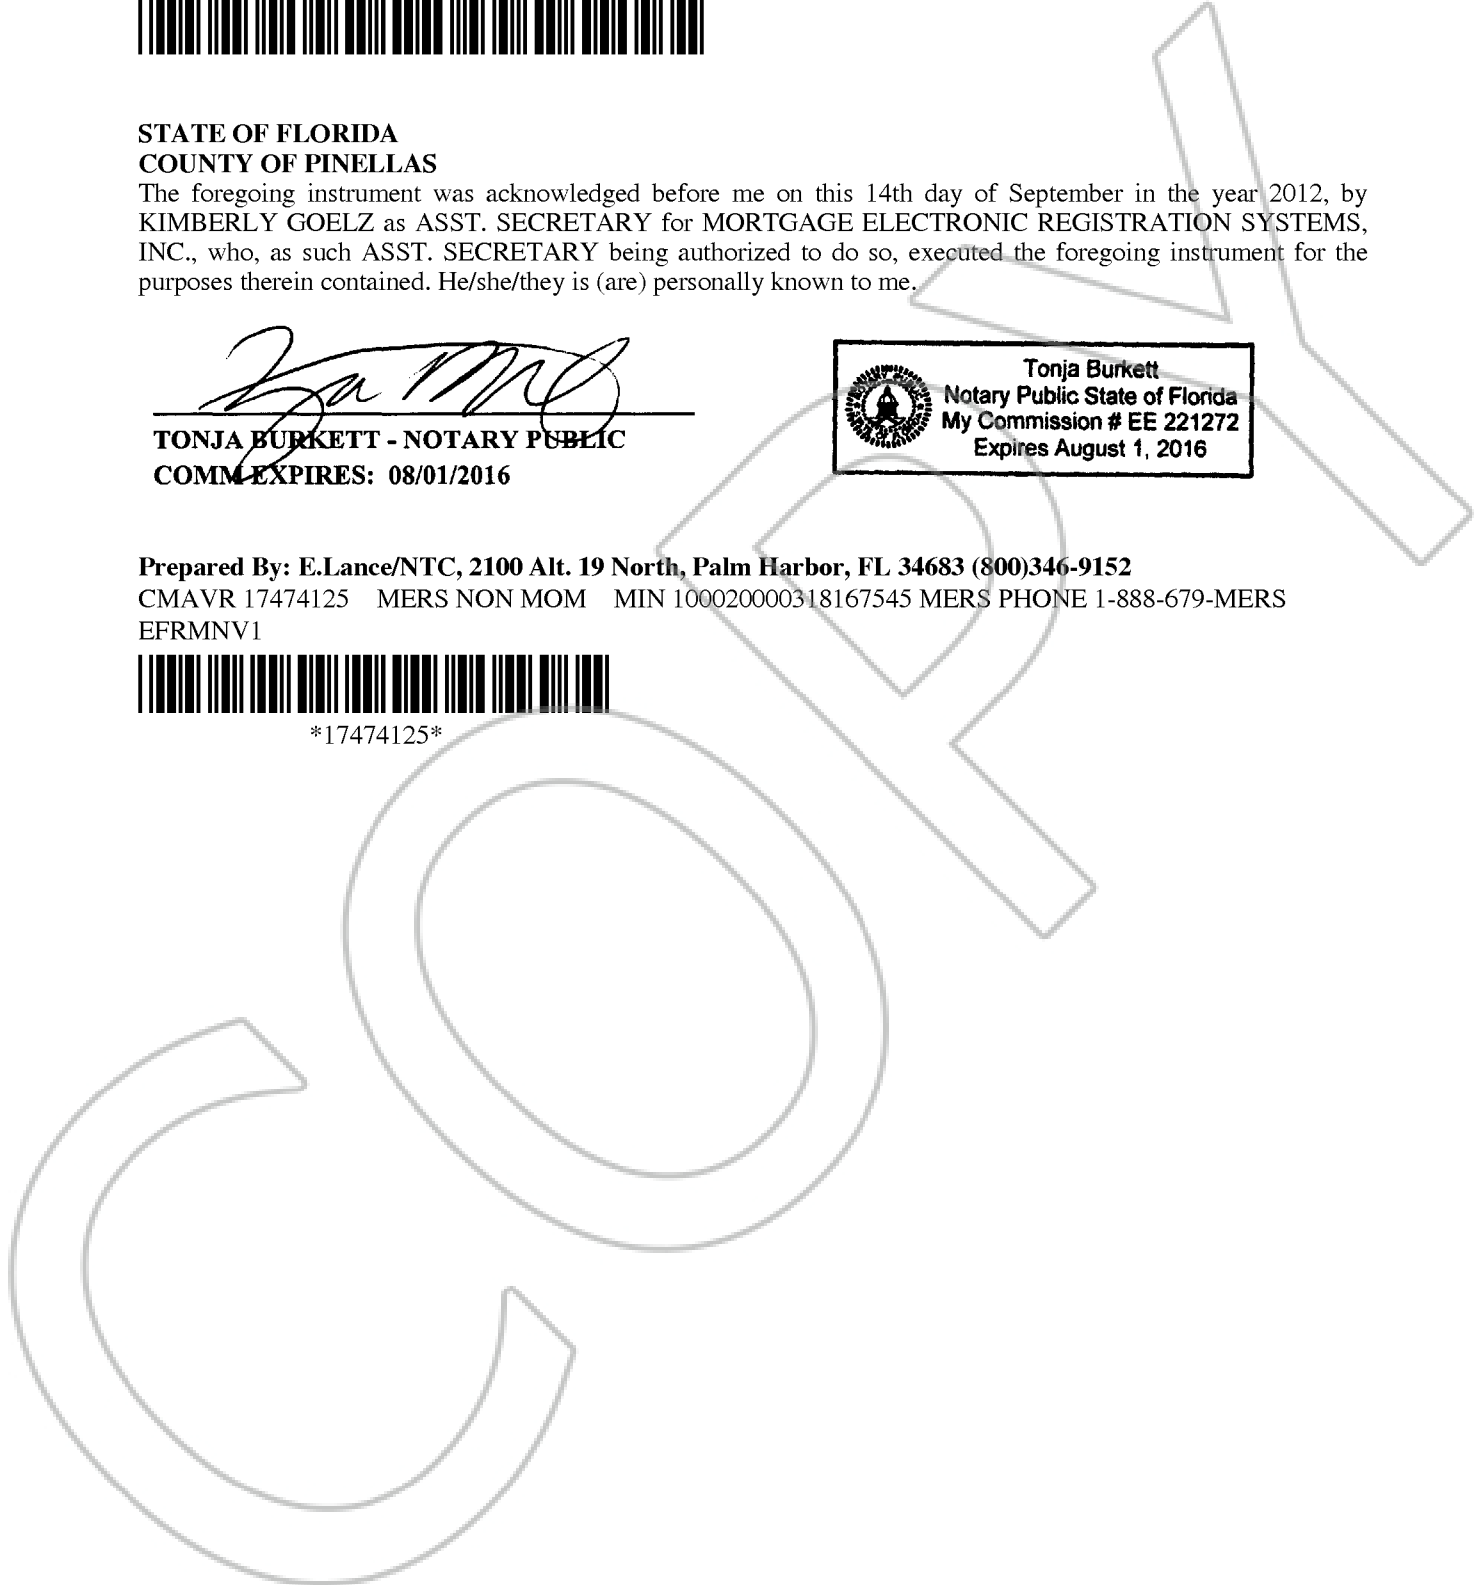 STATE OF FLORIDA
COUNTY OF PINELLAS
The foregoing instrument was acknowledged before me on this 14th day of September in the year 2012, by
KIMBERLY GOELZ as ASST. SECRETARY for MORTGAGE ELECTRONIC REGISTRATION SYSTEMS,
INC., who, as such ASST. SECRETARY being authorized to do so, executed the foregoing instrument for the
purposes therein contained. He/she/they is (are) personally known to me.
Tonja Burkett
Notary Public State of Florida
My Commission # EE 221272
Expires August 1, 2016
TONJA BURKETT - NOTARY PUBLIC
COMM EXPIRES: 08/01/2016
Prepared By: E.Lance/NTC, 2100 Alt. 19 North, Palm Harbor, FL 34683 (800)346-9152
CMAVR 17474125 MERS NON MOM MIN 100020000318167545 MERS PHONE 1-888-679-MERS
EFRMNV1
*17474125*
COPY